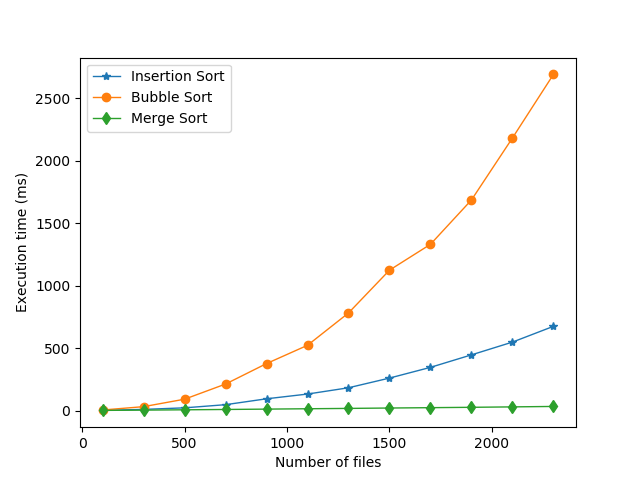 Insertion Sort
Bubble Sort
Merge Sort
2500
2000
1500
1000
500
0
Execution time (ms)
0 500 1000 1500 2000
Number of files